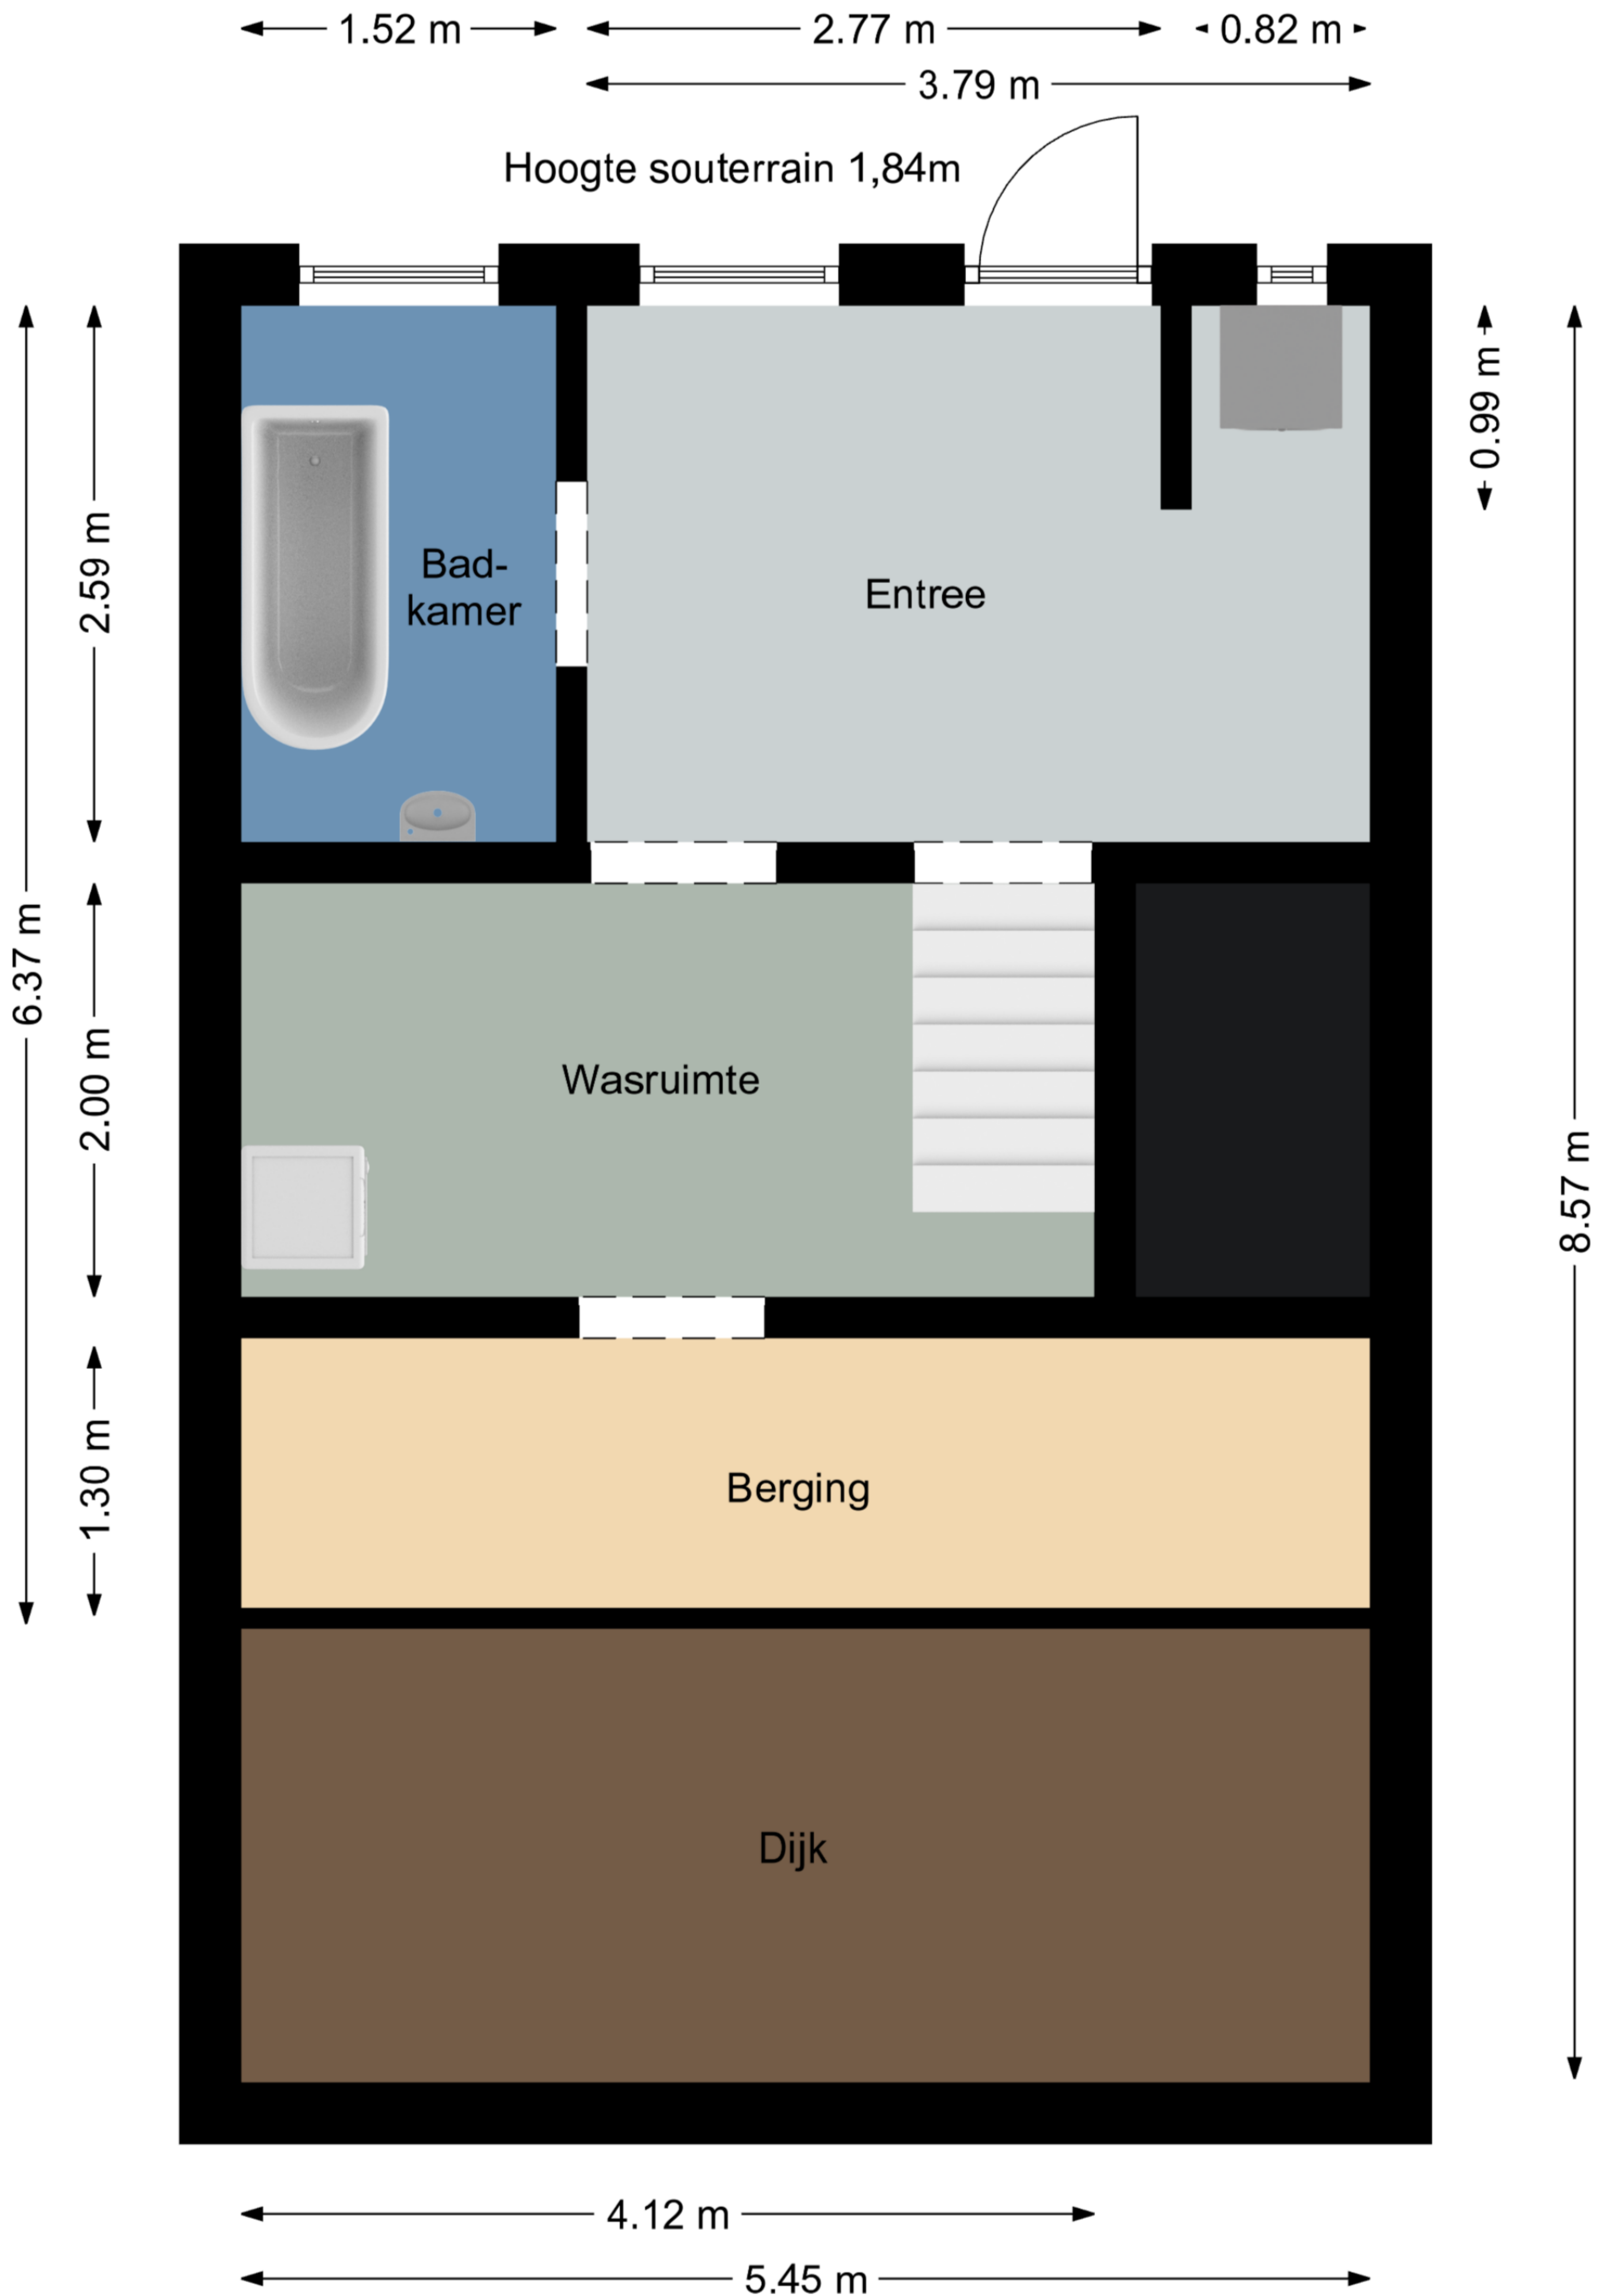 1.52 m
2.77 m
0.82 m
3.79 m
Hoogte souterrain 1,84m
0.99 m
2.59 m
Bad-
kamer
Entree
6.37 m
2.00 m
Wasruimte
8.57 m
1.30 m
Berging
Dijk
4.12 m
5.45 m